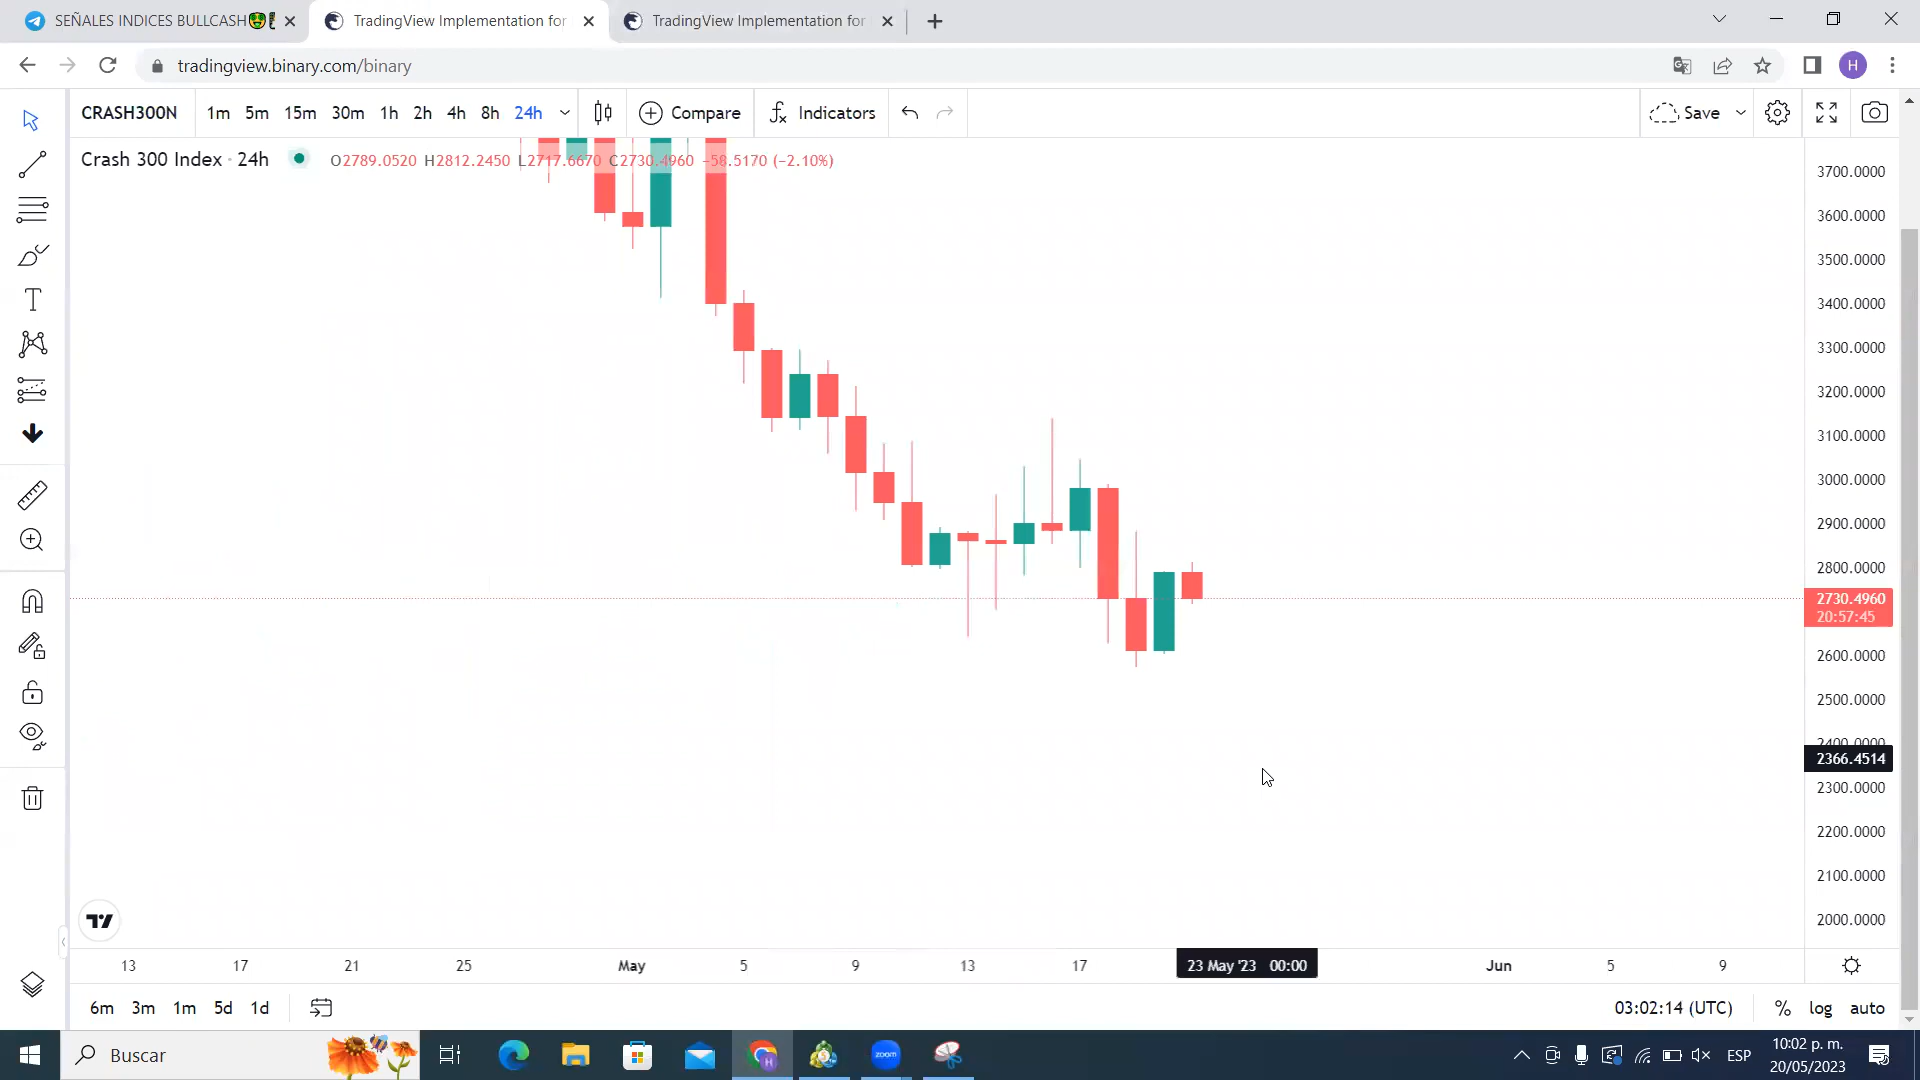 SEÑALES INDICES BULLCASH
TradingView Implementation for
TradingView Implementation for
tradingview.binary.com/binary
H
CRASH300N 1m 5m 15m 30m 1h 2h 4h 8h 24h Compare Indicators Save
Crash 300 Index · 24h O2789.0520 H2812.2450 L2717.6670 C2730.4960 −58.5170 (−2.10%)
3700.0000
3600.0000
3500.0000
3400.0000
3300.0000
3200.0000
3100.0000
3000.0000
2900.0000
2800.0000
2730.4960
20:57:45
2600.0000
2500.0000
2400.0000
2366.4514
2300.0000
2200.0000
2100.0000
2000.0000
13 17 21 25 May 5 9 13 17 23 May '23 00:00 Jun 5 9
6m 3m 1m 5d 1d 03:02:14 (UTC) % log auto
Buscar zoom ESP
10:02 p. m.
20/05/2023